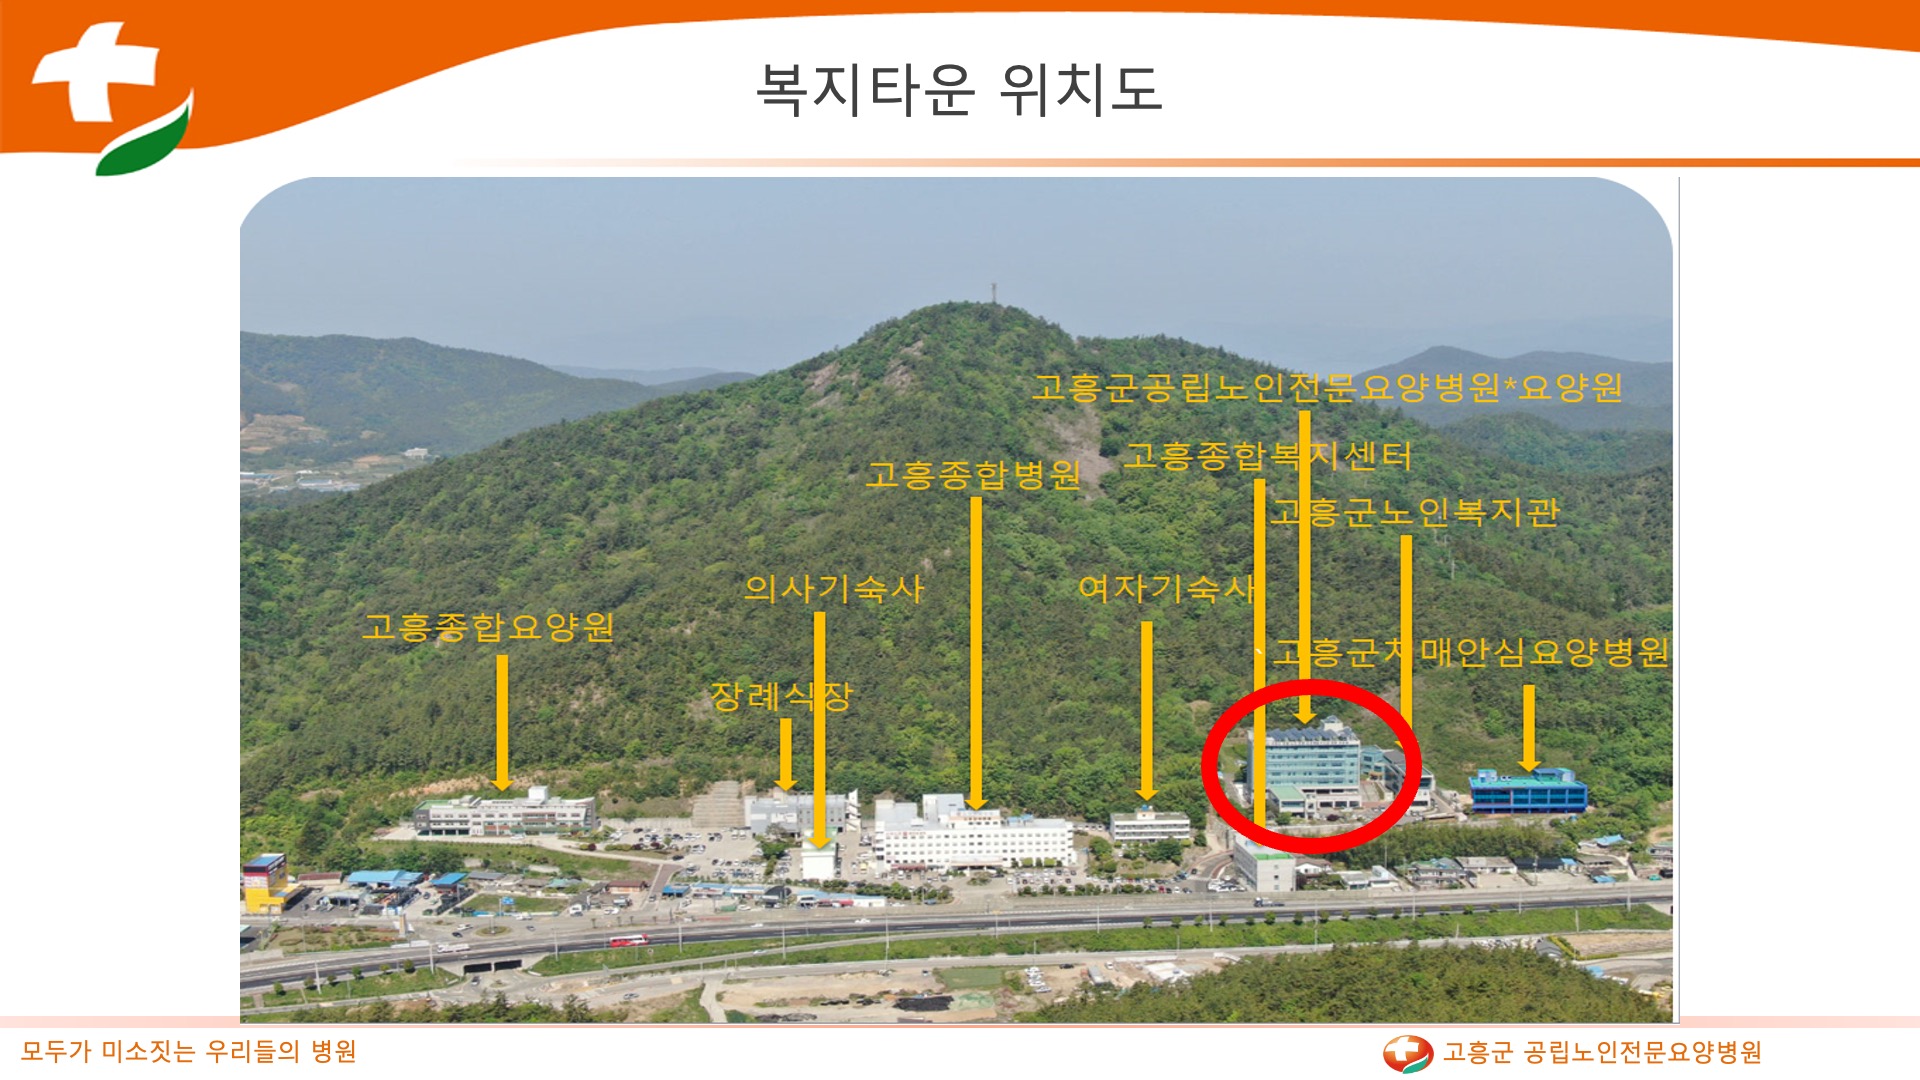 복지타운 위치도
고흥군공립노인전문요양병원*요양원
고흥종합복지센터
고흥종합병원
고흥군노인복지관
의사기숙사
여자기숙사
고흥종합요양원
고흥군치매안심요양병원
장례식장
모두가 미소짓는 우리들의 병원
고흥군 공립노인전문요양병원